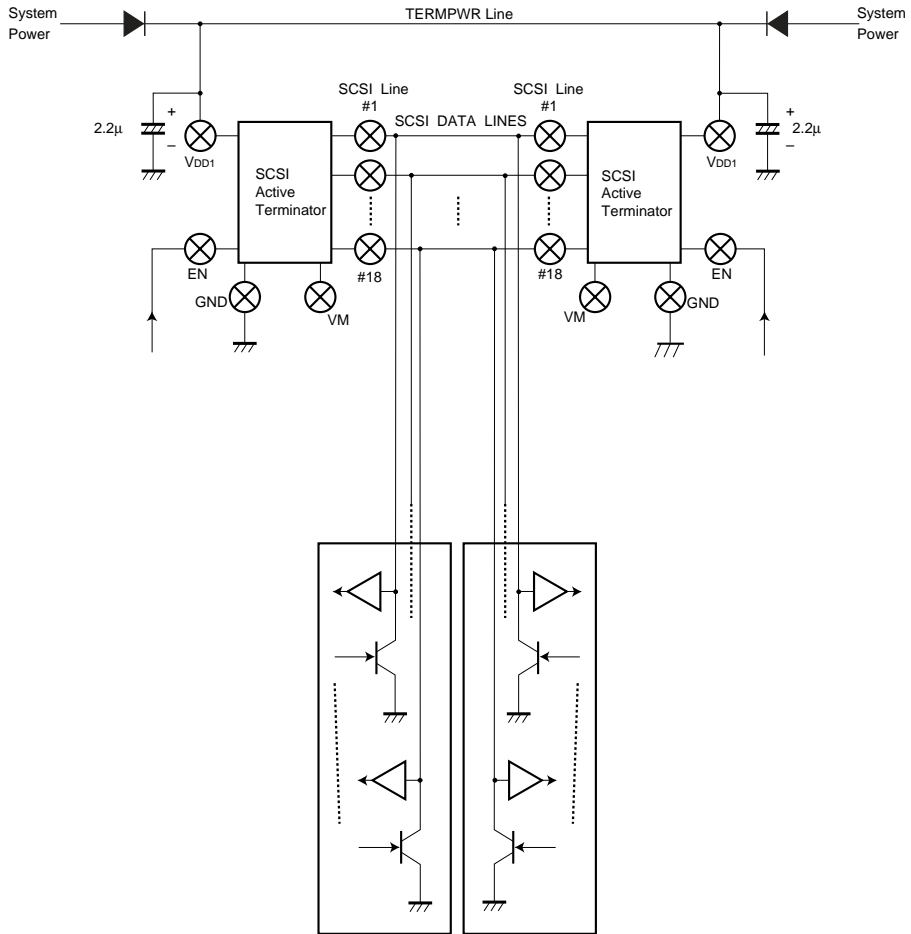 System
Power
TERMPWR Line
System
Power
SCSI Line
#1
SCSI Line
#1
SCSI DATA LINES
+
2.2μ
–
VDD1
SCSI
Active
Terminator
SCSI
Active
Terminator
+
2.2μ
–
VDD1
EN
#18
#18
EN
GND
VM
VM
GND